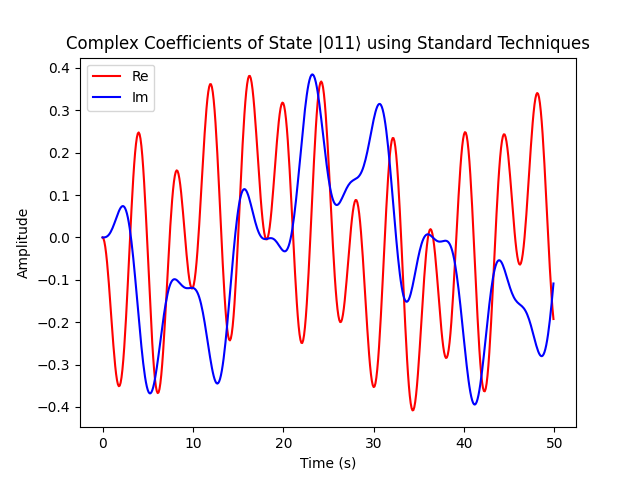 Complex Coefficients of State |011⟩ using Standard Techniques
Re
Im
0.4
0.3
0.2
0.1
0.0
−0.1
−0.2
−0.3
−0.4
Amplitude
0 10 20 30 40 50
Time (s)